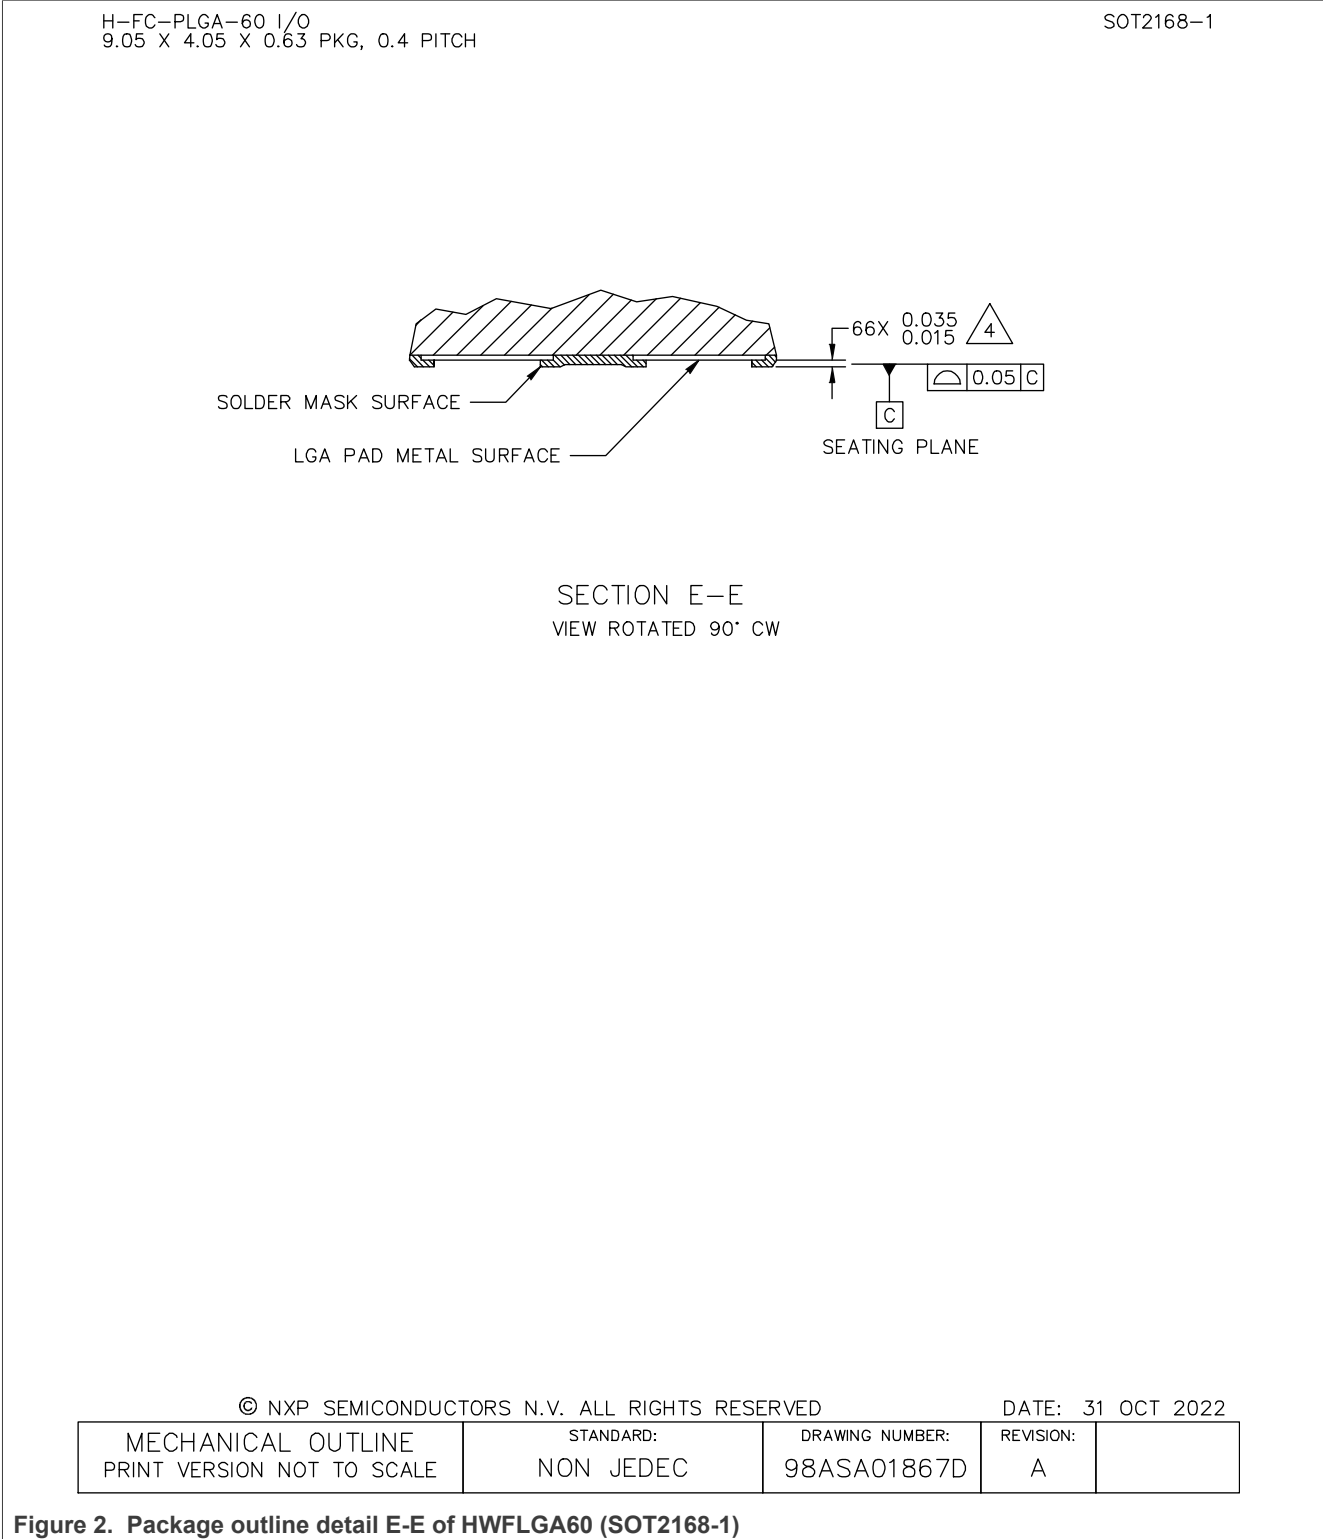 H-FC-PLGA-60 I/O
SOT2168-1
9.05 X 4.05 X 0.63 PKG, 0.4 PITCH
66X 0.035
0.015
4
0.05 C
C
SOLDER MASK SURFACE
SEATING PLANE
LGA PAD METAL SURFACE
SECTION E-E
VIEW ROTATED 90° CW
© NXP SEMICONDUCTORS N.V. ALL RIGHTS RESERVED
DATE: 31 OCT 2022
MECHANICAL OUTLINE
PRINT VERSION NOT TO SCALE
STANDARD:
NON JEDEC
DRAWING NUMBER:
98ASA01867D
REVISION:
A
Figure 2. Package outline detail E-E of HWFLGA60 (SOT2168-1)